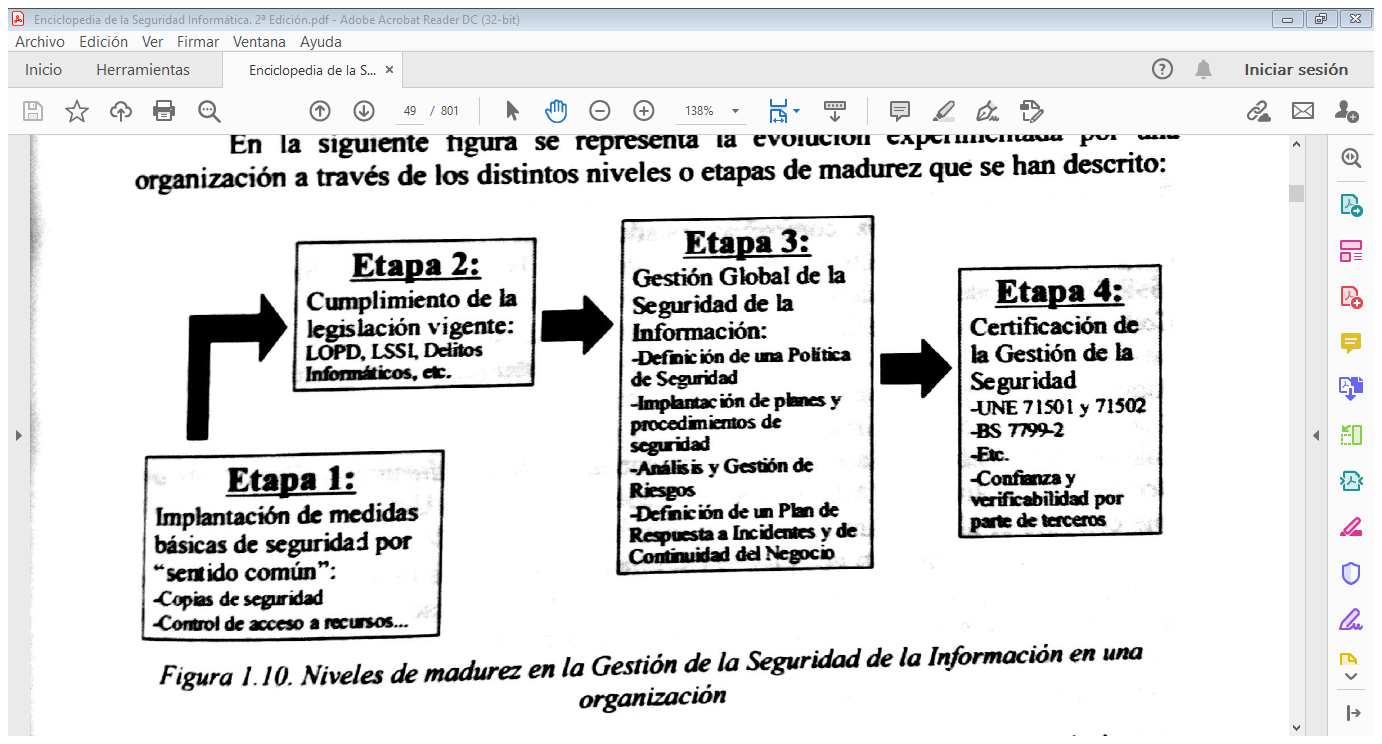 Enciclopedia de la Seguridad Informática. 2ª Edición.pdf - Adobe Acrobat Reader DC (32-bit)
Archivo Edición Ver Firmar Ventana Ayuda
Inicio Herramientas Enciclopedia de la S... × Iniciar sesión
49 / 801 138%
En la siguiente figura se representa la evolución experimentada por una
organización a través de los distintos niveles o etapas de madurez que se han descrito:
Etapa 1:
Implantación de medidas
básicas de seguridad por
“sentido común”:
-Copias de seguridad
-Control de acceso a recursos...
Etapa 2:
Cumplimiento de la
legislación vigente:
LOPD, LSSI, Delitos
Informáticos, etc.
Etapa 3:
Gestión Global de la
Seguridad de la
Información:
-Definición de una Política
de Seguridad
-Implantación de planes y
procedimientos de
seguridad
-Análisis y Gestión de
Riesgos
-Definición de un Plan de
Respuesta a Incidentes y de
Continuidad del Negocio
Etapa 4:
Certificación de
la Gestión de la
Seguridad
-UNE 71501 y 71502
-BS 7799-2
-Etc.
-Confianza y
verificabilidad por
parte de terceros
Figura 1.10. Niveles de madurez en la Gestión de la Seguridad de la Información en una
organización